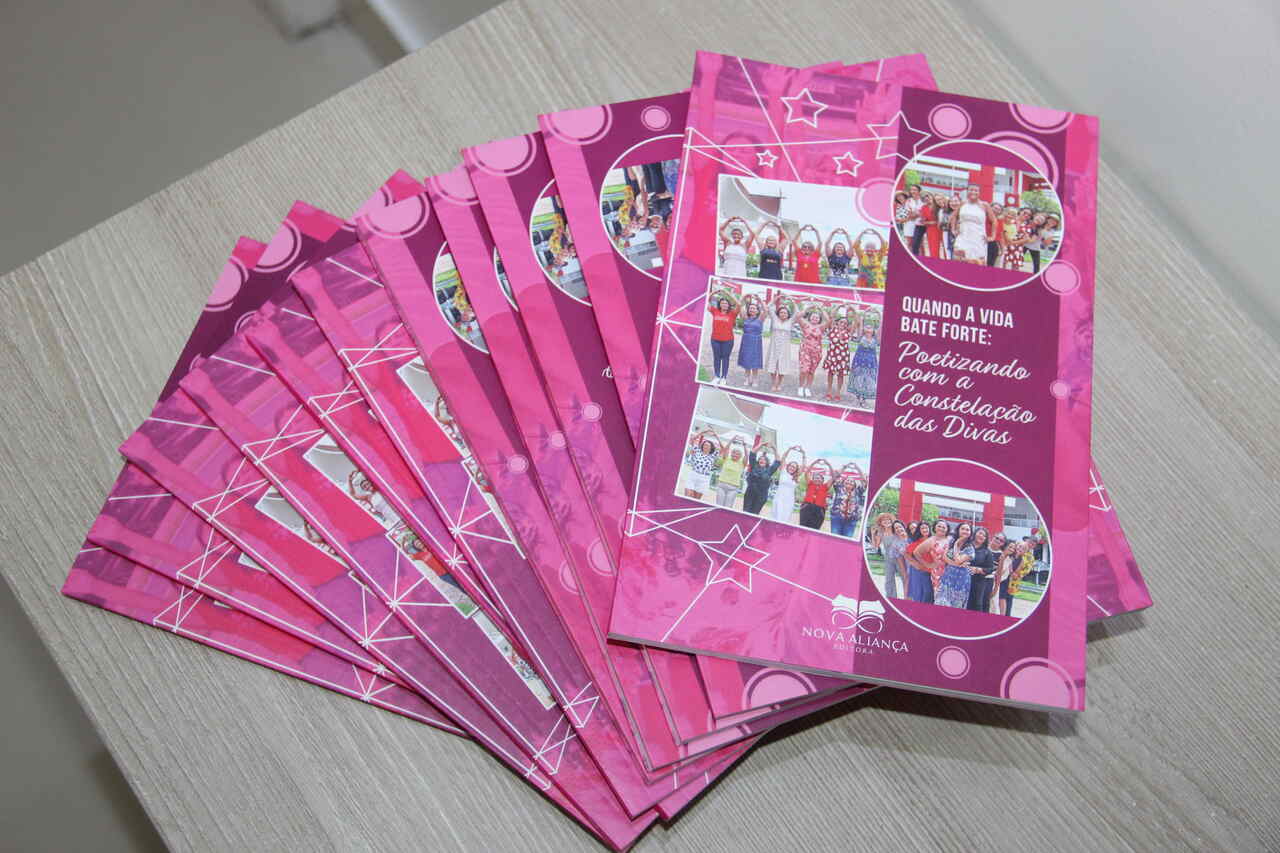 QUANDO A VIDA
BATE FORTE:
Poetizando
com a
Constelação
das Divas
NOVA ALIANÇA
EDITORA